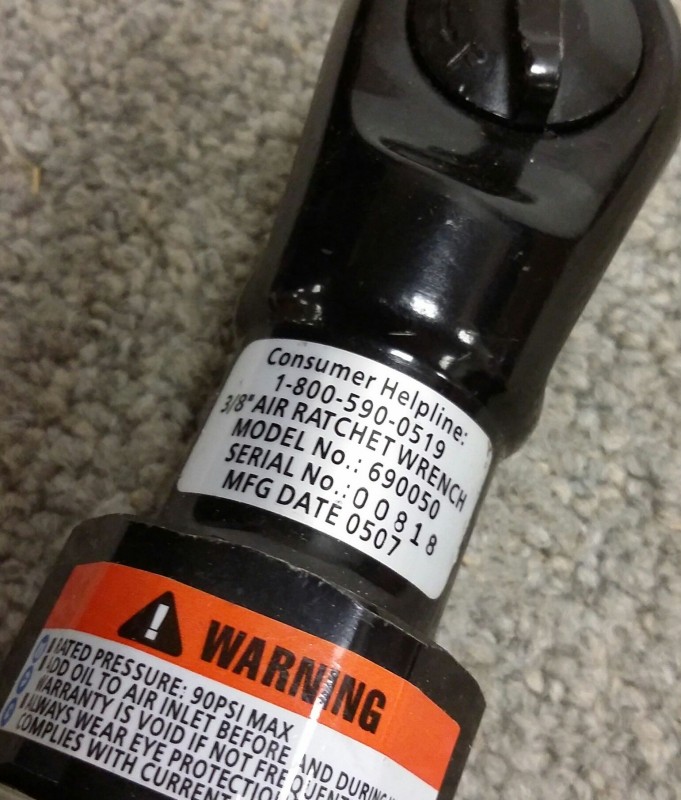 Consumer Helpline:
1-800-590-0519
3/8" AIR RATCHET WRENCH
MODEL No.: 690050
SERIAL No.: 00818
MFG DATE 0507
! WARNING
RATED PRESSURE: 90PSI MAX
ADD OIL TO AIR INLET BEFORE AND DURING
WARRANTY IS VOID IF NOT FREQUENT
ALWAYS WEAR EYE PROTECTION
COMPLIES WITH CURRENT